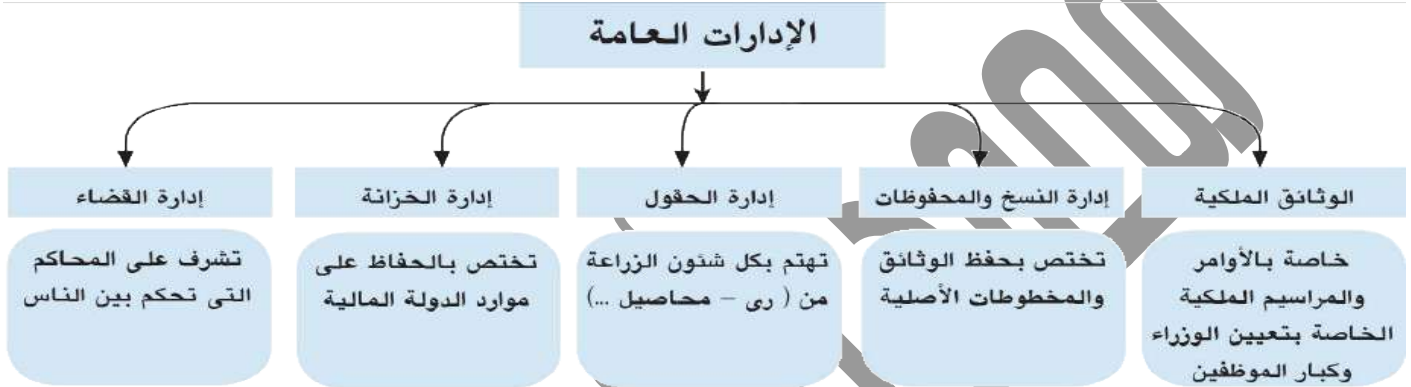 الإدارات العامة
الوثائق الملكية
خاصة بالأوامر
والمراسيم الملكية
الخاصة بتعيين الوزراء
وكبار الموظفين
إدارة النسخ والمحفوظات
تختص بحفظ الوثائق
والمخطوطات الأصلية
إدارة الحقول
تهتم بكل شئون الزراعة
من ( رى – محاصيل ...)
إدارة الخزانة
تختص بالحفاظ على
موارد الدولة المالية
إدارة القضاء
تشرف على المحاكم
التى تحكم بين الناس